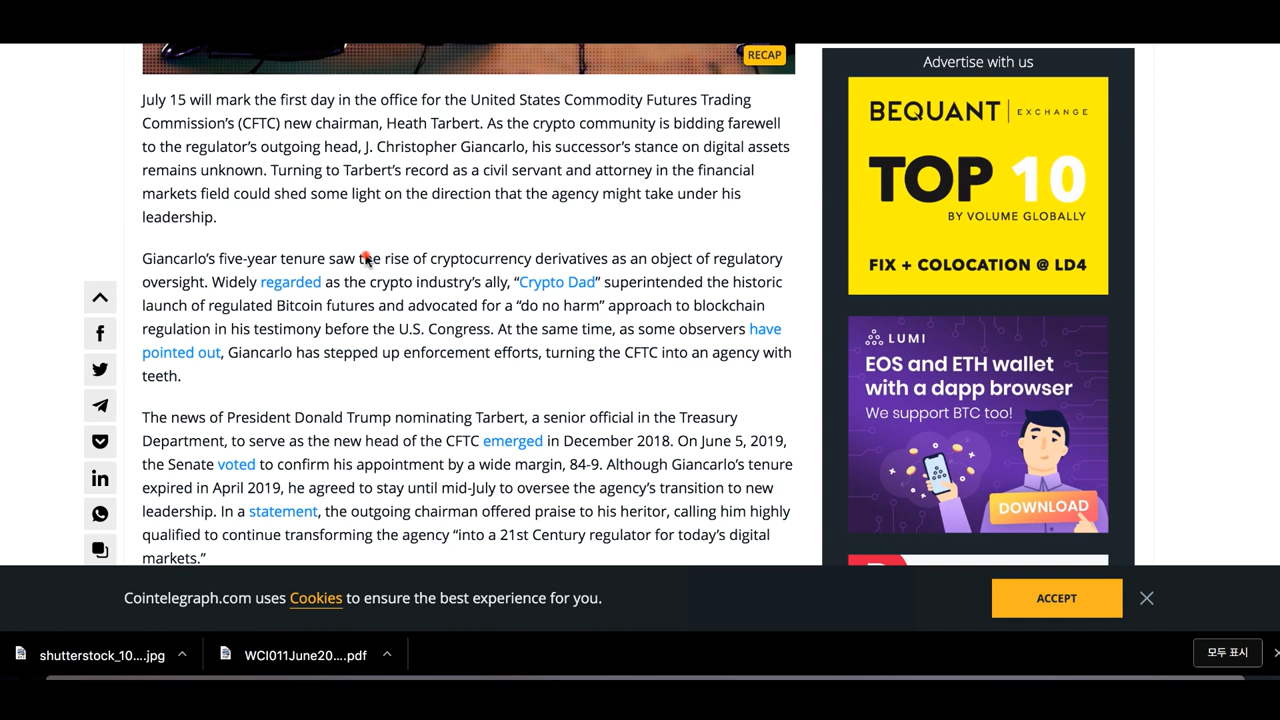 RECAP
July 15 will mark the first day in the office for the United States Commodity Futures Trading
Commission’s (CFTC) new chairman, Heath Tarbert. As the crypto community is bidding farewell
to the regulator’s outgoing head, J. Christopher Giancarlo, his successor’s stance on digital assets
remains unknown. Turning to Tarbert’s record as a civil servant and attorney in the financial
markets field could shed some light on the direction that the agency might take under his
leadership.
Giancarlo’s five-year tenure saw the rise of cryptocurrency derivatives as an object of regulatory
oversight. Widely regarded as the crypto industry’s ally, “Crypto Dad” superintended the historic
launch of regulated Bitcoin futures and advocated for a “do no harm” approach to blockchain
regulation in his testimony before the U.S. Congress. At the same time, as some observers have
pointed out, Giancarlo has stepped up enforcement efforts, turning the CFTC into an agency with
teeth.
The news of President Donald Trump nominating Tarbert, a senior official in the Treasury
Department, to serve as the new head of the CFTC emerged in December 2018. On June 5, 2019,
the Senate voted to confirm his appointment by a wide margin, 84-9. Although Giancarlo’s tenure
expired in April 2019, he agreed to stay until mid-July to oversee the agency’s transition to new
leadership. In a statement, the outgoing chairman offered praise to his heritor, calling him highly
qualified to continue transforming the agency “into a 21st Century regulator for today’s digital
markets.”
Advertise with us
BEQUANT EXCHANGE
TOP 10
BY VOLUME GLOBALLY
FIX + COLOCATION @ LD4
LUMI
EOS and ETH wallet
with a dapp browser
We support BTC too!
DOWNLOAD
Cointelegraph.com uses Cookies to ensure the best experience for you.
ACCEPT
shutterstock_10....jpg
WCI011June20....pdf
모두 표시